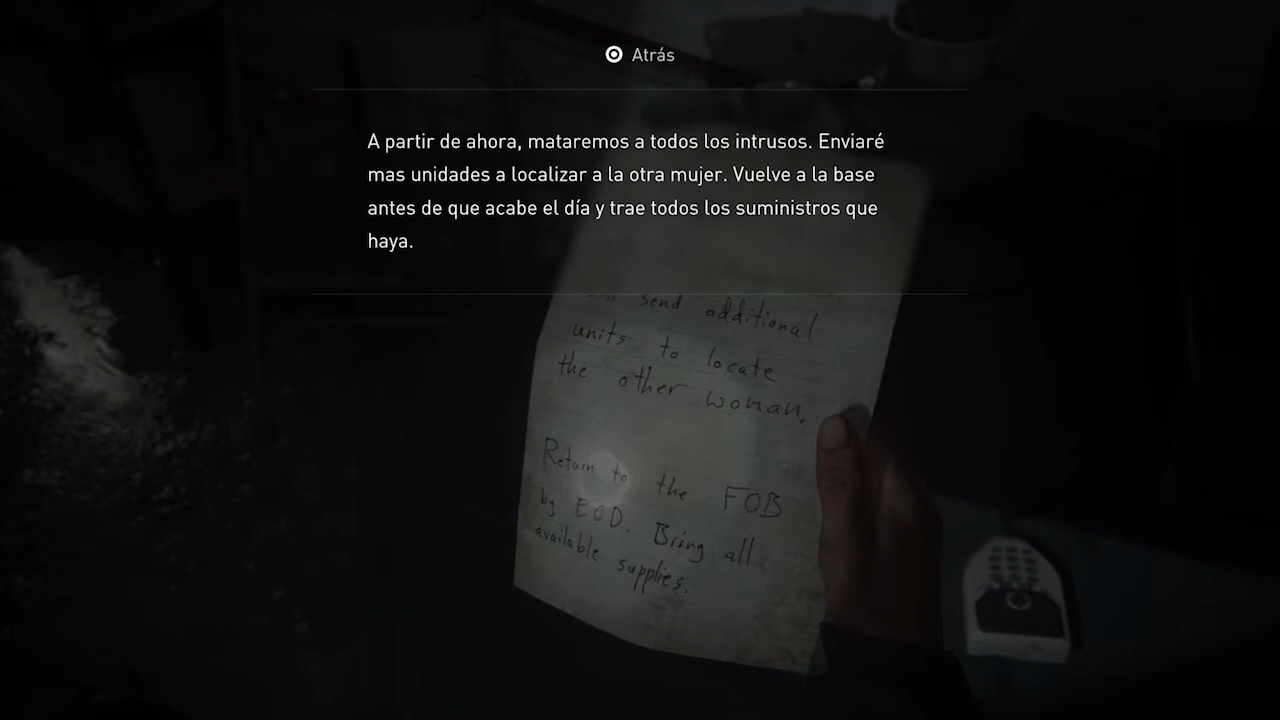 Atrás
A partir de ahora, mataremos a todos los intrusos. Enviaré
mas unidades a localizar a la otra mujer. Vuelve a la base
antes de que acabe el día y trae todos los suministros que
haya.
send additional
units to locate
the other woman.
Return to the FOB
by EOD. Bring all
available supplies.